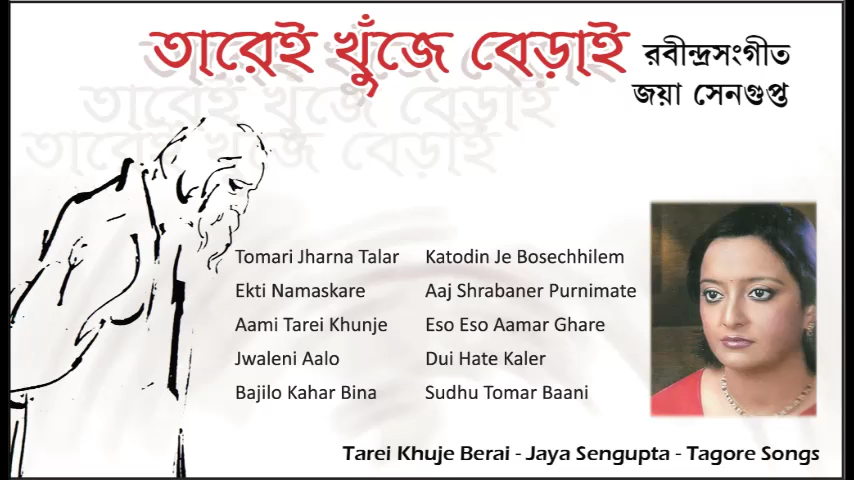 তারেই খুঁজে বেড়াই
রবীন্দ্রসংগীত
জয়া সেনগুপ্ত
তারেই খুঁজে বেড়াই
তারেই খুঁজে বেড়াই
Tomari Jharna Talar
Ekti Namaskare
Aami Tarei Khunje
Jwaleni Aalo
Bajilo Kahar Bina
Katodin Je Bosechhilem
Aaj Shrabaner Purnimate
Eso Eso Aamar Ghare
Dui Hate Kaler
Sudhu Tomar Baani
Tarei Khuje Berai - Jaya Sengupta - Tagore Songs